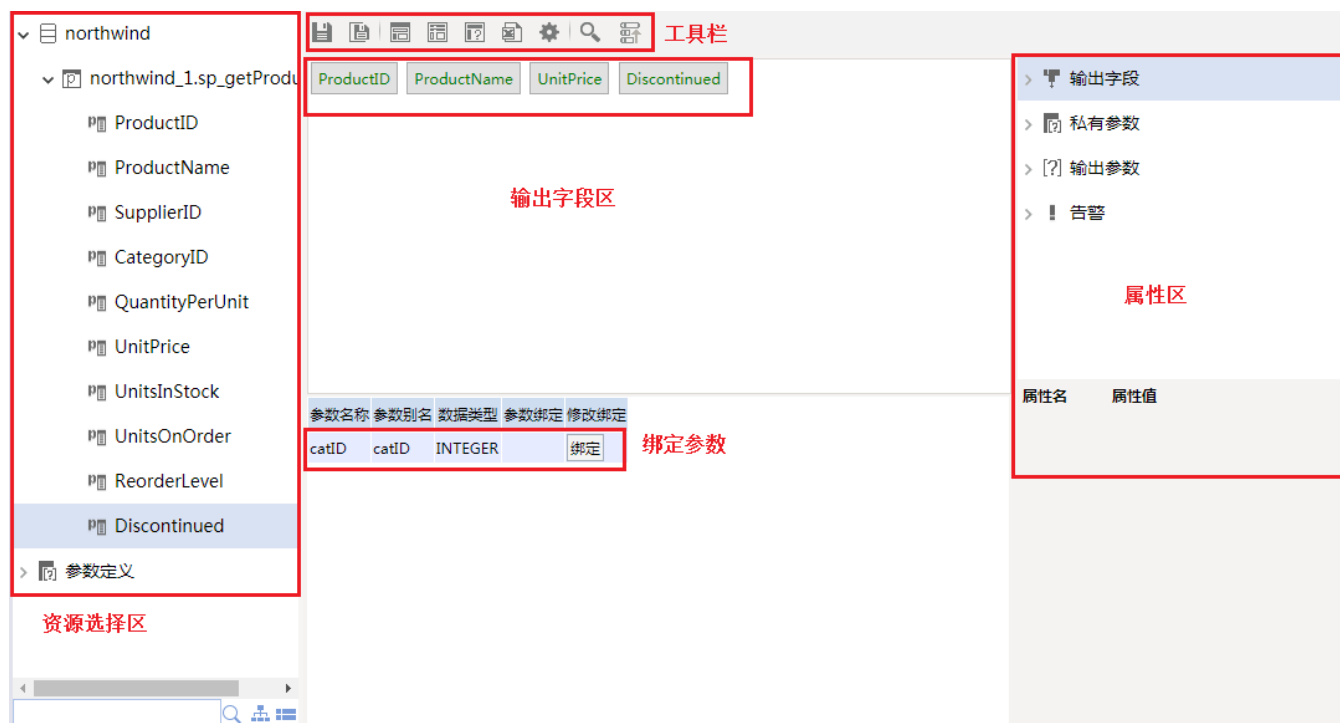 northwind
northwind_1.sp_getProdu
ProductID
ProductName
SupplierID
CategoryID
QuantityPerUnit
UnitPrice
UnitsInStock
UnitsOnOrder
ReorderLevel
Discontinued
参数定义
资源选择区
工具栏
ProductID ProductName UnitPrice Discontinued
输出字段区
参数名称 参数别名 数据类型 参数绑定 修改绑定
catID catID INTEGER 绑定
绑定参数
输出字段
私有参数
输出参数
告警
属性区
属性名 属性值